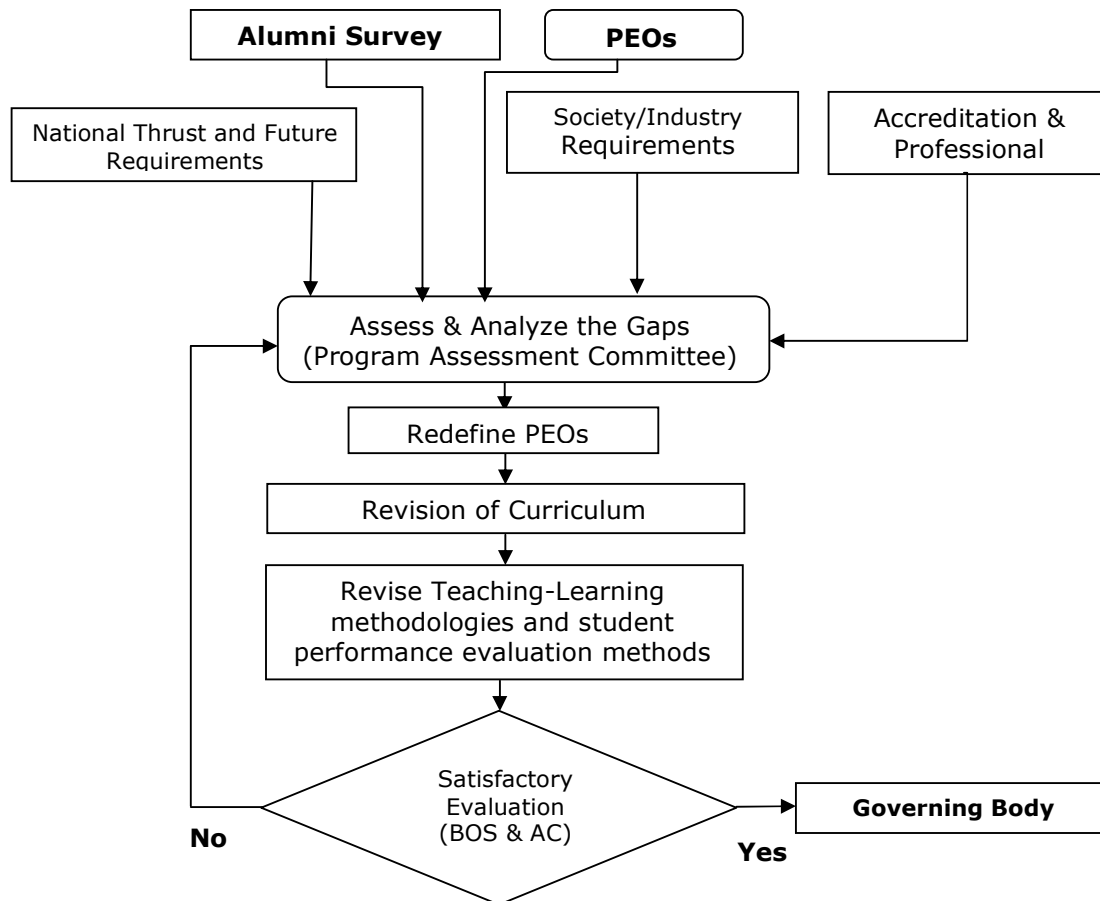 Alumni Survey
PEOs
National Thrust and Future
Requirements
Society/Industry
Requirements
Accreditation &
Professional
Assess & Analyze the Gaps
(Program Assessment Committee)
Redefine PEOs
Revision of Curriculum
Revise Teaching-Learning
methodologies and student
performance evaluation methods
Satisfactory
Evaluation
(BOS & AC)
No
Yes
Governing Body